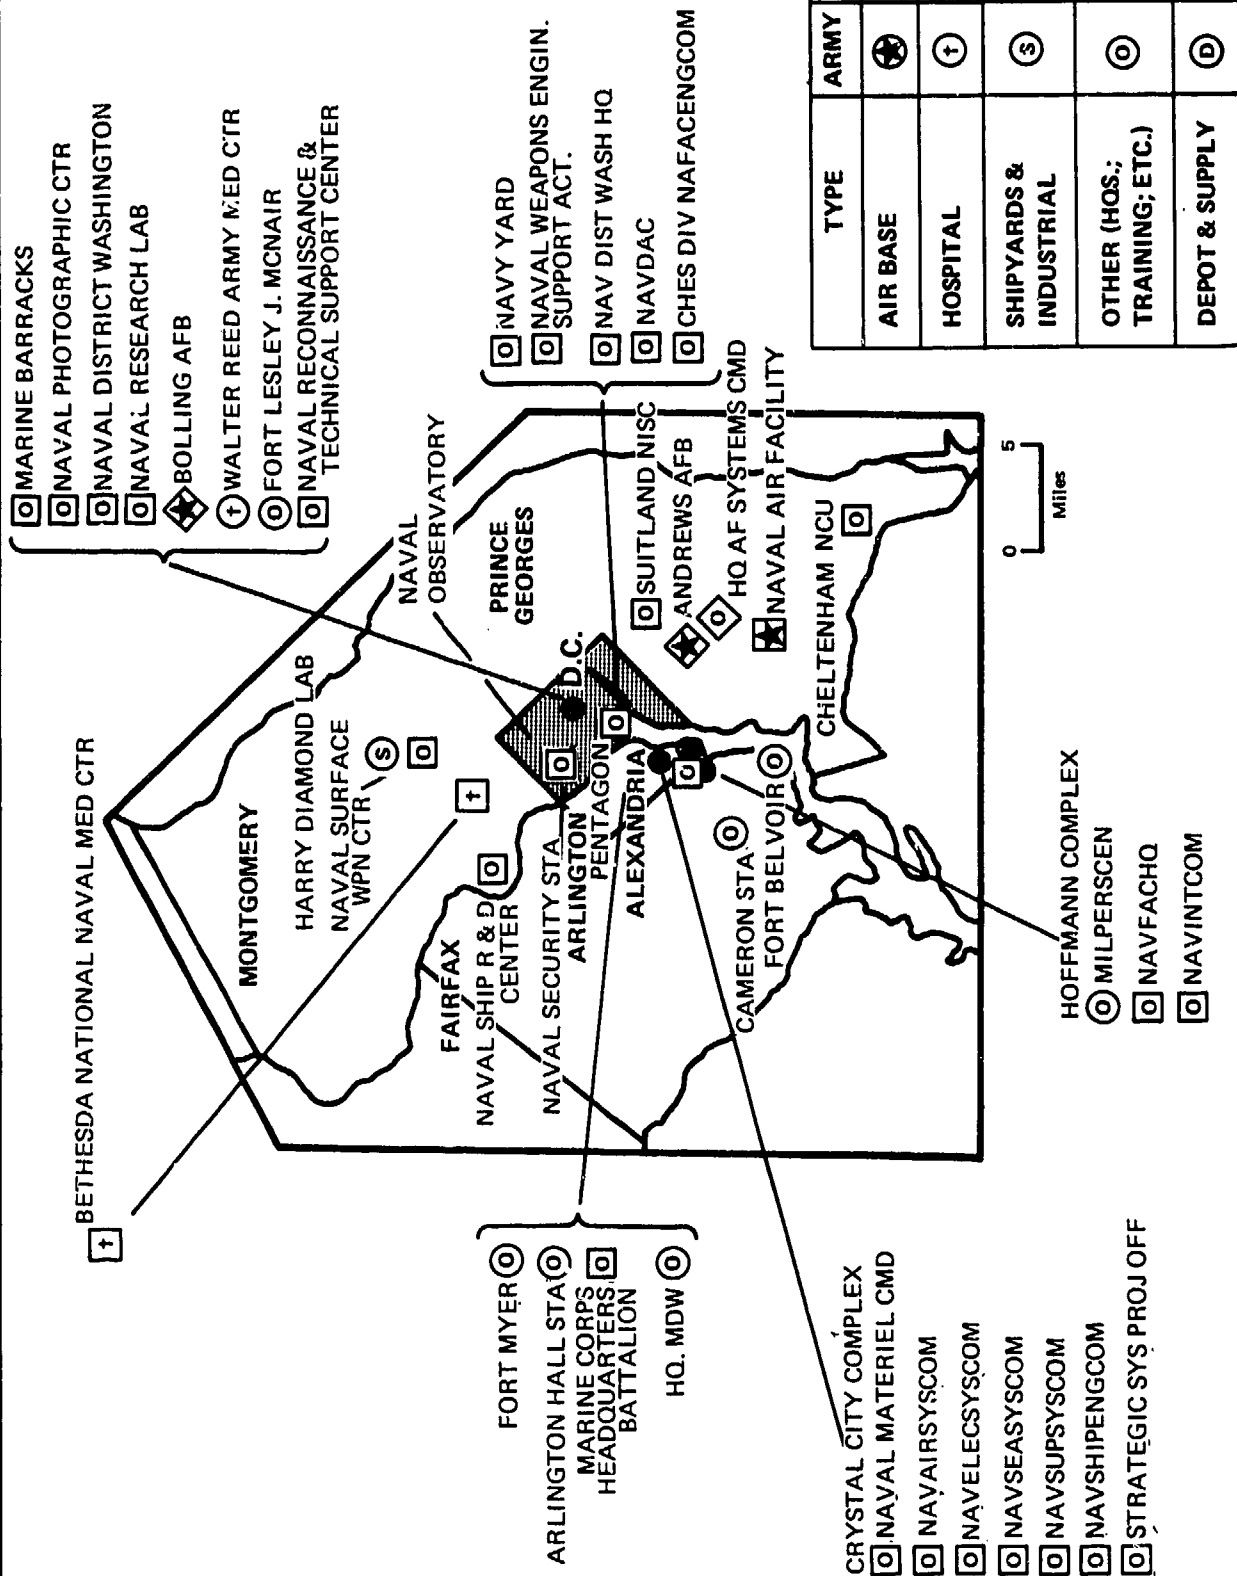 MARINE BARRACKS
NAVAL PHOTOGRAPHIC CTR
NAVAL DISTRICT WASHINGTON
NAVAL RESEARCH LAB
BOLLING AFB
WALTER REED ARMY MED CTR
FORT LESLEY J. MCNAIR
NAVAL RECONNAISSANCE &
TECHNICAL SUPPORT CENTER
BETHESDA NATIONAL NAVAL MED CTR
NAVAL
OBSERVATORY
NAVY YARD
NAVAL WEAPONS ENGIN.
SUPPORT ACT.
NAV DIST WASH HQ
NAVDAC
CHES DIV NAFACENGCOM
MONTGOMERY
HARRY DIAMOND LAB
NAVAL SURFACE
WPN CTR
PRINCE
GEORGES
D.C.
FAIRFAX
NAVAL SHIP R & D
CENTER
NAVAL SECURITY STA
ARLINGTON
PENTAGON
ALEXANDRIA
SUITLAND NISC
ANDREWS AFB
HQ AF SYSTEMS CMD
NAVAL AIR FACILITY
CHELTENHAM NCU
CAMERON STA
FORT BELVOIR
FORT MYER
ARLINGTON HALL STA
MARINE CORPS
HEADQUARTERS
BATTALION
HQ. MDW
CRYSTAL CITY COMPLEX
NAVAL MATERIEL CMD
NAVAIRSYSCOM
NAVELECSYSCOM
NAVSEASYSCOM
NAVSUPSYSCOM
NAVSHIPENGCOM
STRATEGIC SYS PROJ OFF
HOFFMANN COMPLEX
MILPERSCEN
NAVFACHQ
NAVINTCOM
0 5
Miles
TYPE ARMY
AIR BASE
HOSPITAL t
SHIPYARDS & S
INDUSTRIAL
OTHER (HQS.; O
TRAINING; ETC.)
DEPOT & SUPPLY D